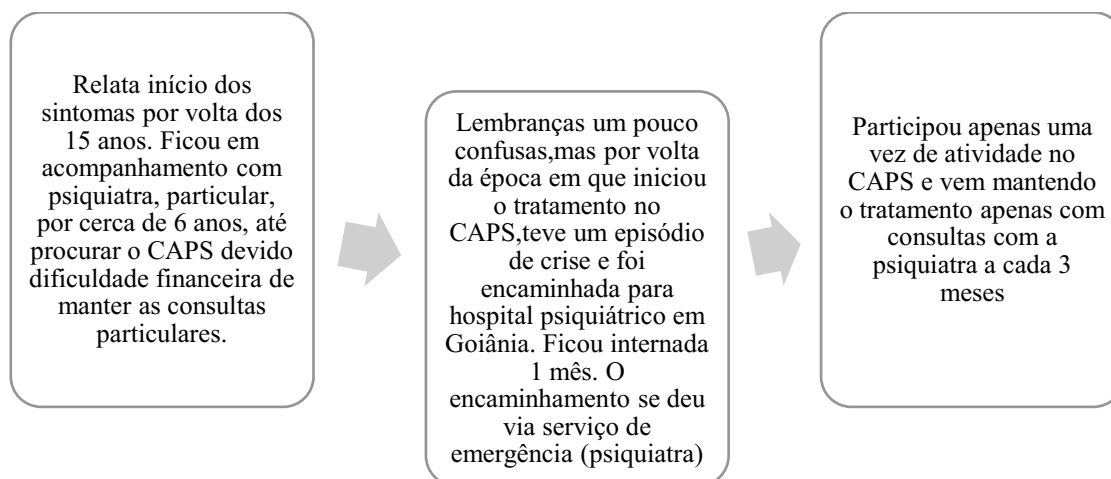 Relata início dos
sintomas por volta dos
15 anos. Ficou em
acompanhamento com
psiquiatra, particular,
por cerca de 6 anos, até
procurar o CAPS devido
dificuldade financeira de
manter as consultas
particulares.
Lembranças um pouco
confusas,mas por volta
da época em que iniciou
o tratamento no
CAPS,teve um episódio
de crise e foi
encaminhada para
hospital psiquiátrico em
Goiânia. Ficou internada
1 mês. O
encaminhamento se deu
via serviço de
emergência (psiquiatra)
Participou apenas uma
vez de atividade no
CAPS e vem mantendo
o tratamento apenas com
consultas com a
psiquiatra a cada 3
meses